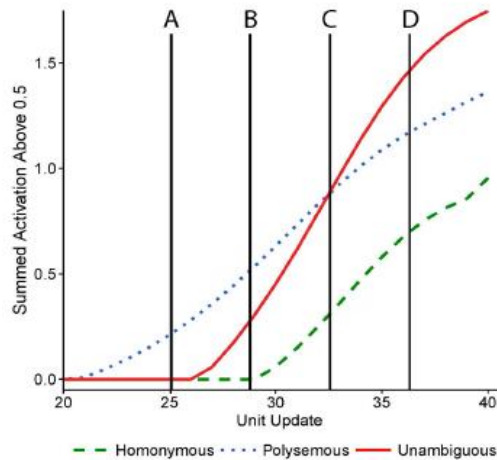 A B C D
Summed Activation Above 0.5
1.5
1.0
0.5
0.0
20 25 30 35 40
Unit Update
Homonymous Polysemous Unambiguous